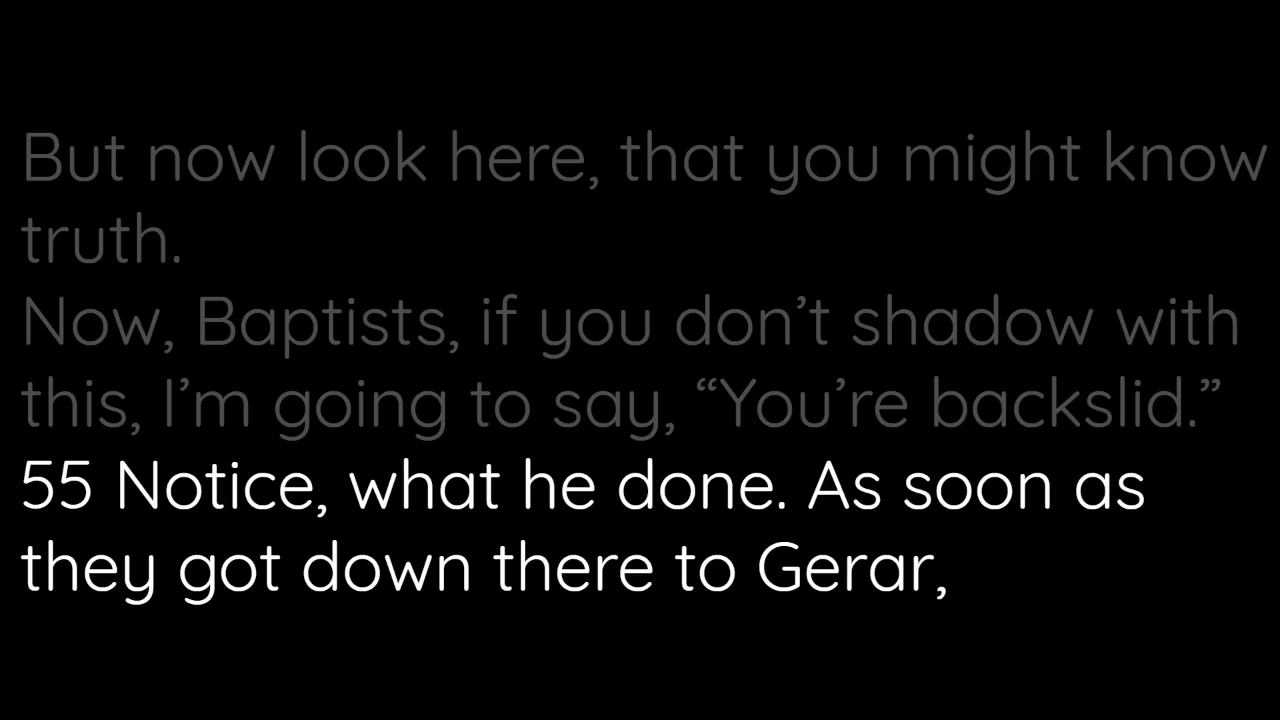 But now look here, that you might know
truth.
Now, Baptists, if you don’t shadow with
this, I’m going to say, “You’re backslid.”
55 Notice, what he done. As soon as
they got down there to Gerar,